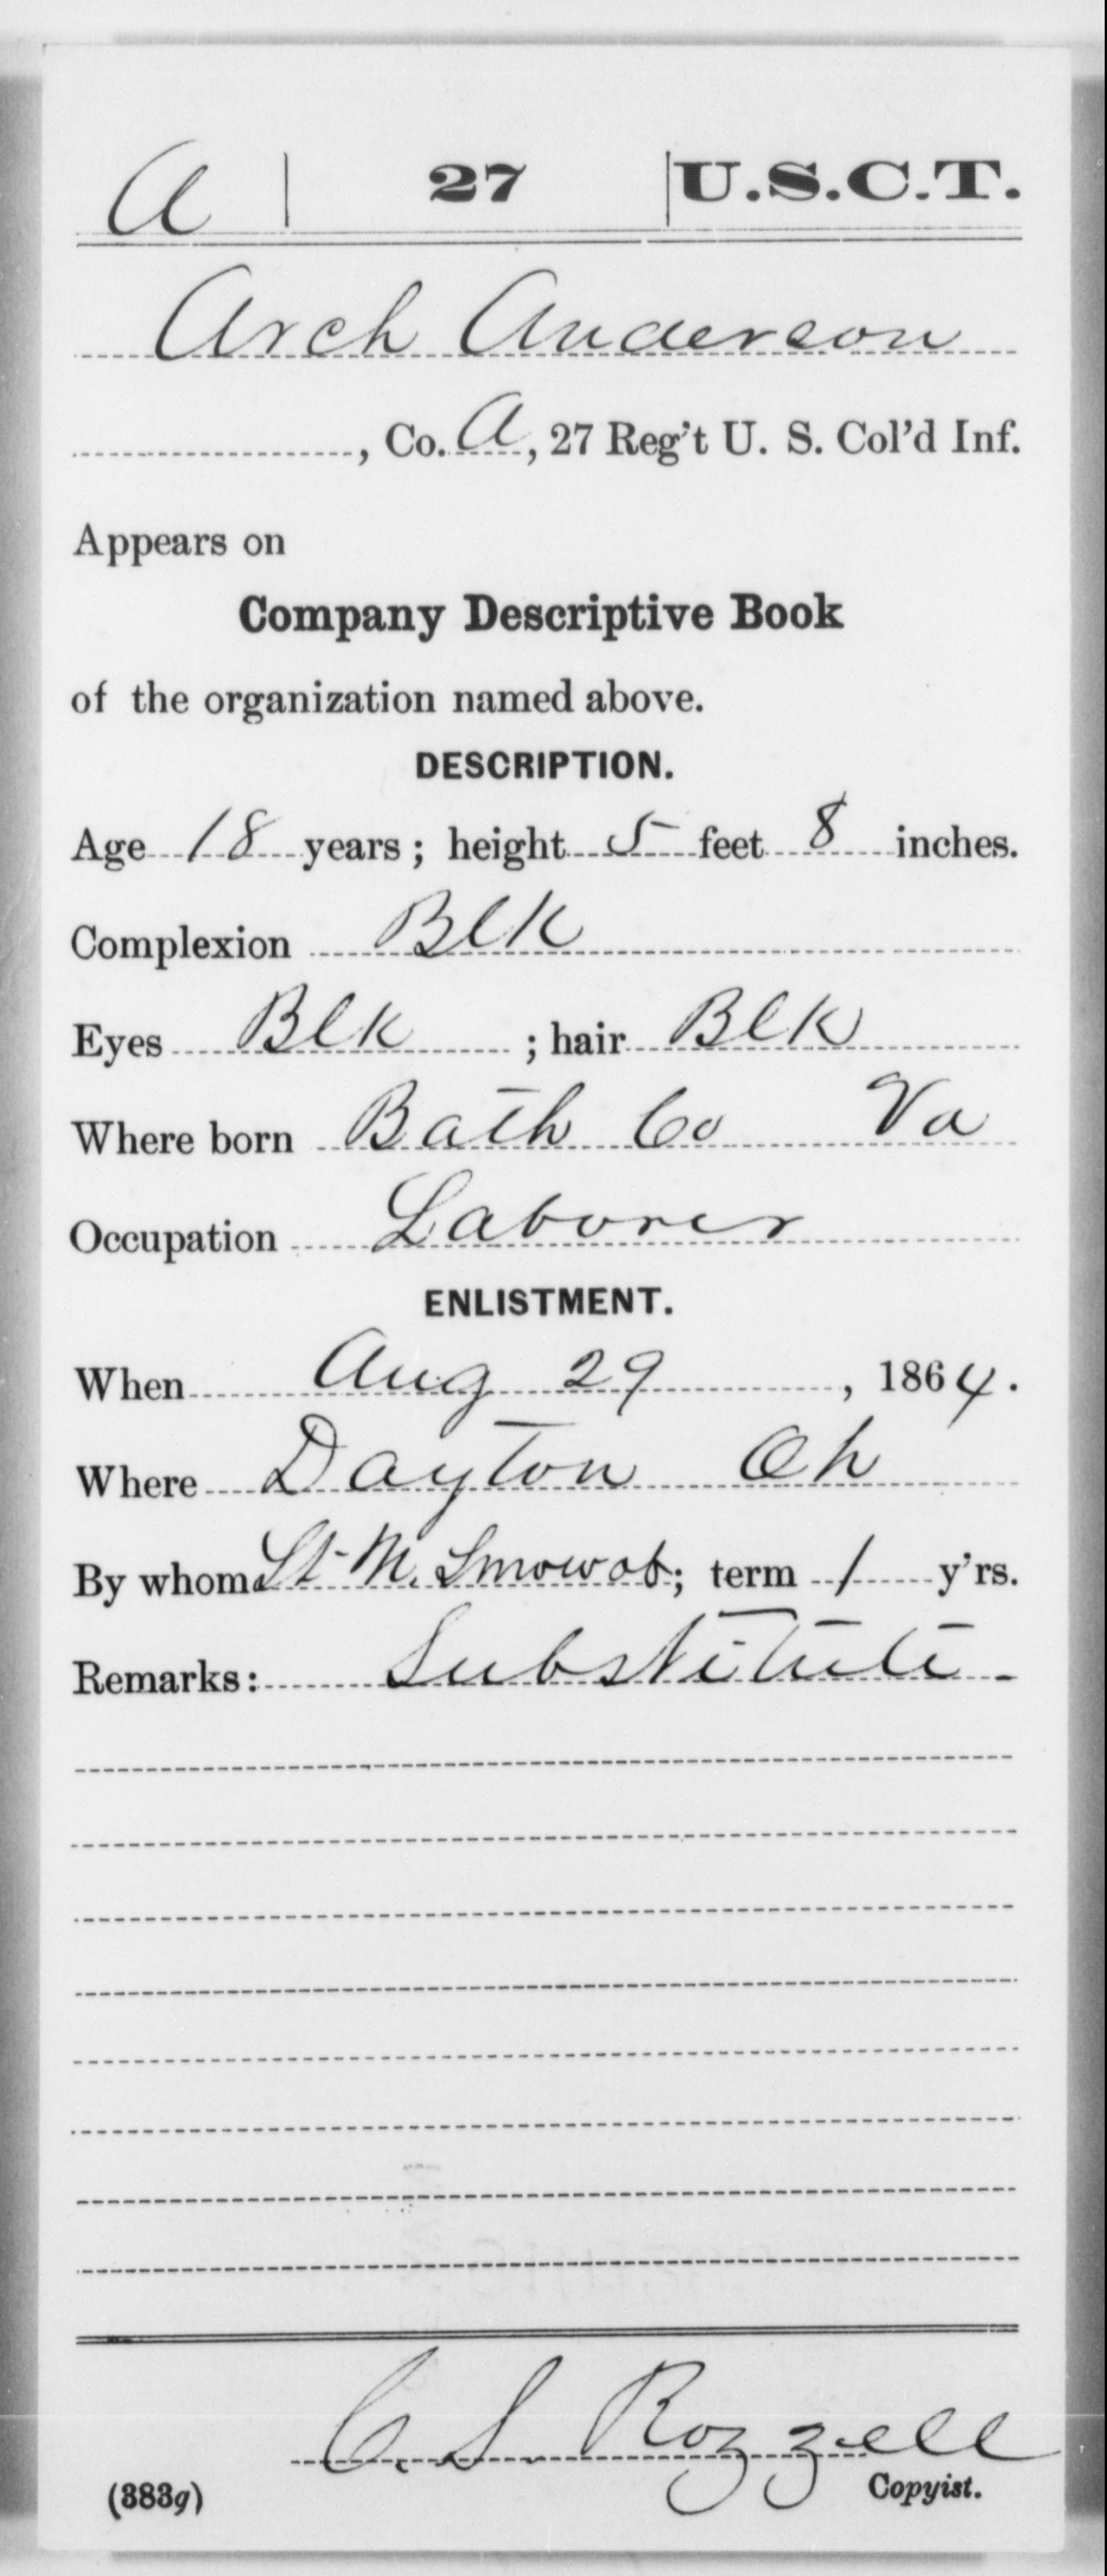 A | 27 | U.S.C.T.
Arch Anderson
, Co. A, 27 Reg't U. S. Col'd Inf.
Appears on
Company Descriptive Book
of the organization named above.
DESCRIPTION.
Age 18 years; height 5 feet 8 inches.
Complexion Blk
Eyes Blk ; hair Blk
Where born Bath Co Va
Occupation Laborer
ENLISTMENT.
When Aug 29, 1864.
Where Dayton Oh
By whom Lt M. ; term 1 y'rs.
Remarks: Substitute
C. S. Rozzell
(383g) Copyist.